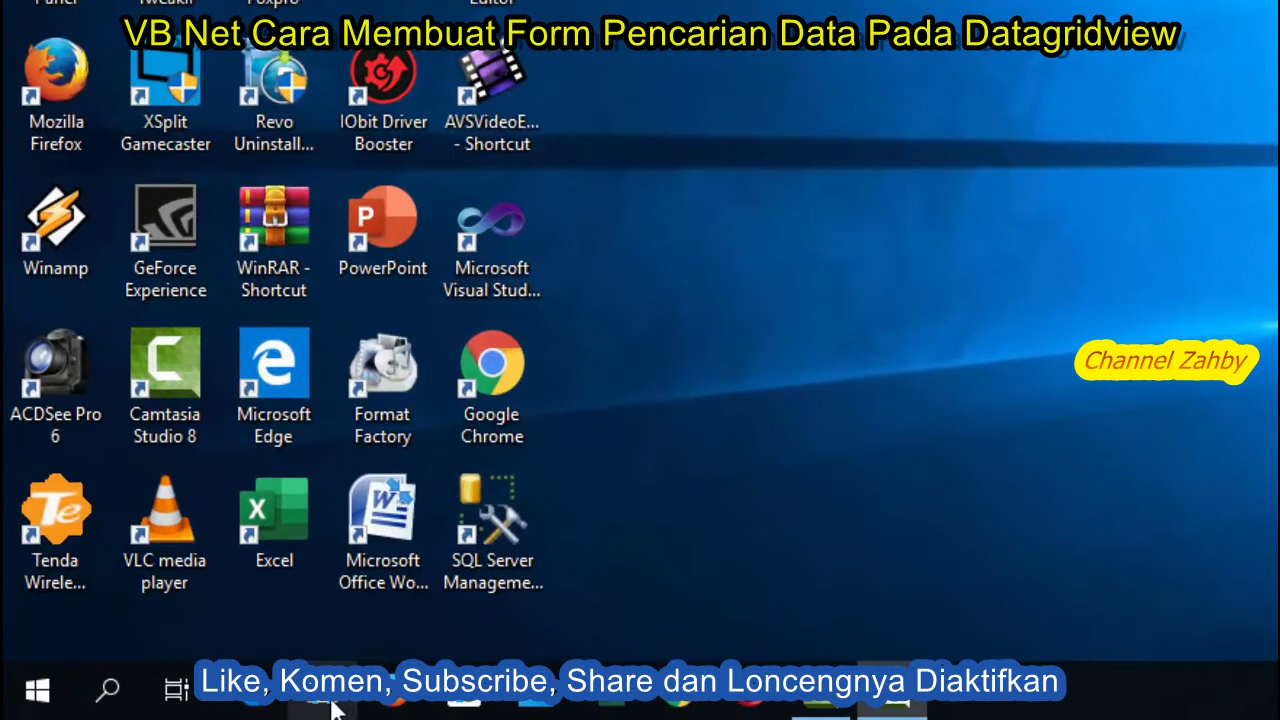 VB Net Cara Membuat Form Pencarian Data Pada Datagridview
Mozilla
Firefox
XSplit
Gamecaster
Revo
Uninstall...
IObit Driver
Booster
AVSVideoE...
- Shortcut
Winamp
GeForce
Experience
WinRAR -
Shortcut
PowerPoint
Microsoft
Visual Stud...
Channel Zahby
ACDSee Pro
6
Camtasia
Studio 8
Microsoft
Edge
Format
Factory
Google
Chrome
Tenda
Wirele...
VLC media
player
Excel
Microsoft
Office Wo...
SQL Server
Manageme...
Like, Komen, Subscribe, Share dan Loncengnya Diaktifkan